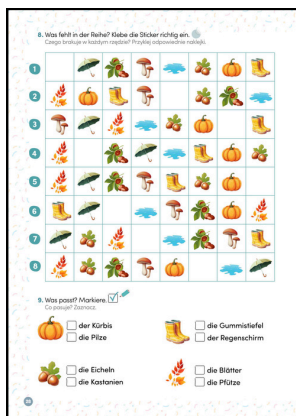 8. Was fehlt in der Reihe? Klebe die Sticker richtig ein.
Czego brakuje w każdym rzędzie? Przyklej odpowiednie naklejki.
1
2
3
4
5
6
7
8
9. Was passt? Markiere.
Co pasuje? Zaznacz.
der Kürbis
die Pilze
die Gummistiefel
der Regenschirm
die Eicheln
die Kastanien
die Blätter
die Pfütze